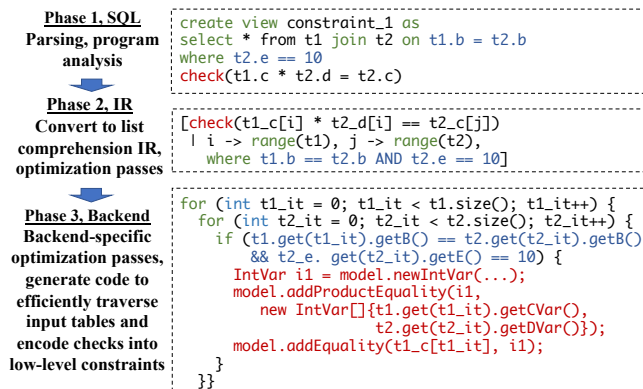 Phase 1, SQL
Parsing, program
analysis
create view constraint_1 as
select * from t1 join t2 on t1.b = t2.b
where t2.e == 10
check(t1.c * t2.d = t2.c)
Phase 2, IR
Convert to list
comprehension IR,
optimization passes
[check(t1_c[i] * t2_d[i] == t2_c[j])
| i -> range(t1), j -> range(t2),
where t1.b == t2.b AND t2.e == 10]
Phase 3, Backend
Backend-specific
optimization passes,
generate code to
efficiently traverse
input tables and
encode checks into
low-level constraints
for (int t1_it = 0; t1_it < t1.size(); t1_it++) {
for (int t2_it = 0; t2_it < t2.size(); t2_it++) {
if (t1.get(t1_it).getB() == t2.get(t2_it).getB()
&& t2_e. get(t2_it).getE() == 10) {
IntVar i1 = model.newIntVar(...);
model.addProductEquality(i1,
new IntVar[]{t1.get(t1_it).getCVar(),
t2.get(t2_it).getDVar()});
model.addEquality(t1_c[t1_it], i1);
}
}}